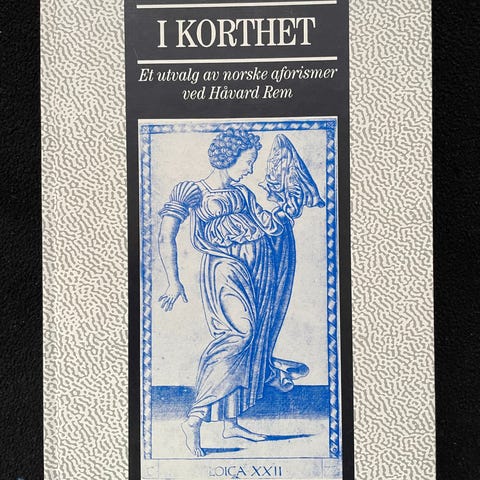 I KORTHET
Et utvalg av norske aforismer
ved Håvard Rem
LOICA XXII